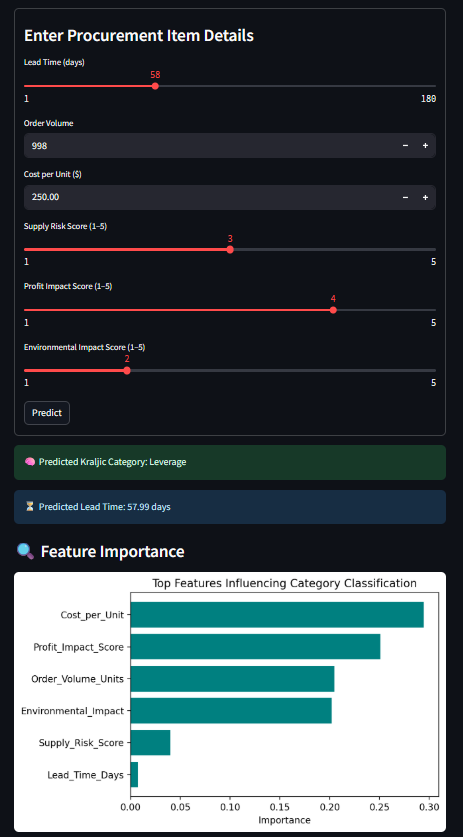 Enter Procurement Item Details
Lead Time (days)
58
1 180
Order Volume
998 − +
Cost per Unit ($)
250.00 − +
Supply Risk Score (1–5)
3
1 5
Profit Impact Score (1–5)
4
1 5
Environmental Impact Score (1–5)
2
1 5
Predict
Predicted Kraljic Category: Leverage
Predicted Lead Time: 57.99 days
Feature Importance
Top Features Influencing Category Classification
Cost_per_Unit
Profit_Impact_Score
Order_Volume_Units
Environmental_Impact
Supply_Risk_Score
Lead_Time_Days
0.00 0.05 0.10 0.15 0.20 0.25 0.30
Importance